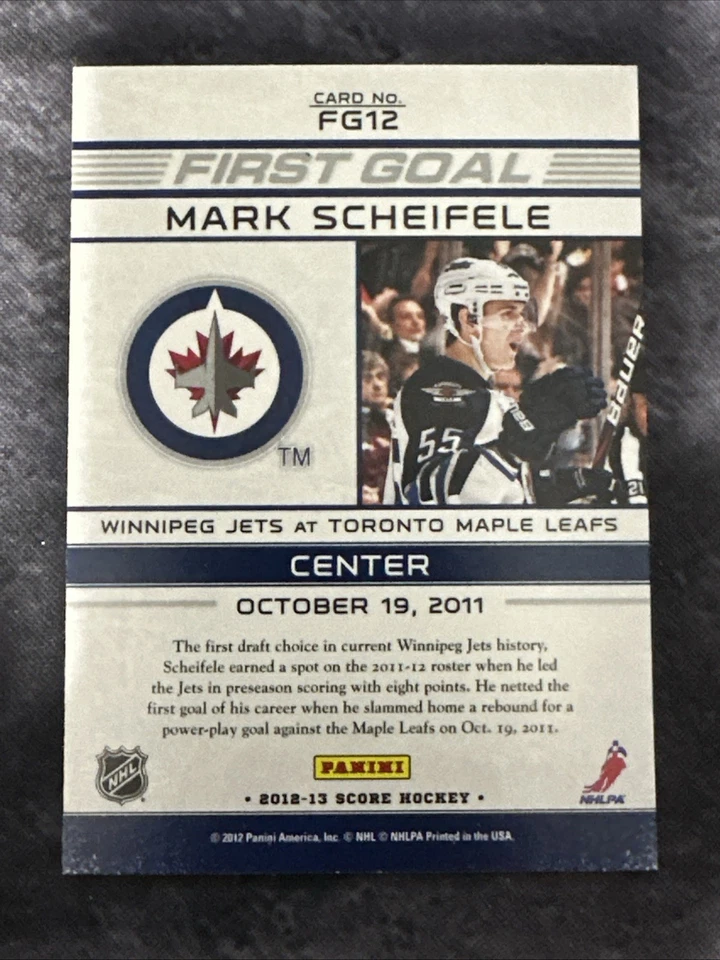 CARD No.
FG12
FIRST GOAL
MARK SCHEIFELE
TM
55
BAUER
21
WINNIPEG JETS AT TORONTO MAPLE LEAFS
CENTER
OCTOBER 19, 2011
The first draft choice in current Winnipeg Jets history,
Scheifele earned a spot on the 2011-12 roster when he led
the Jets in preseason scoring with eight points. He netted the
first goal of his career when he slammed home a rebound for a
power-play goal against the Maple Leafs on Oct. 19, 2011.
NHL
PANINI
NHLPA
• 2012-13 SCORE HOCKEY •
© 2012 Panini America, Inc. © NHL © NHLPA Printed in the USA.